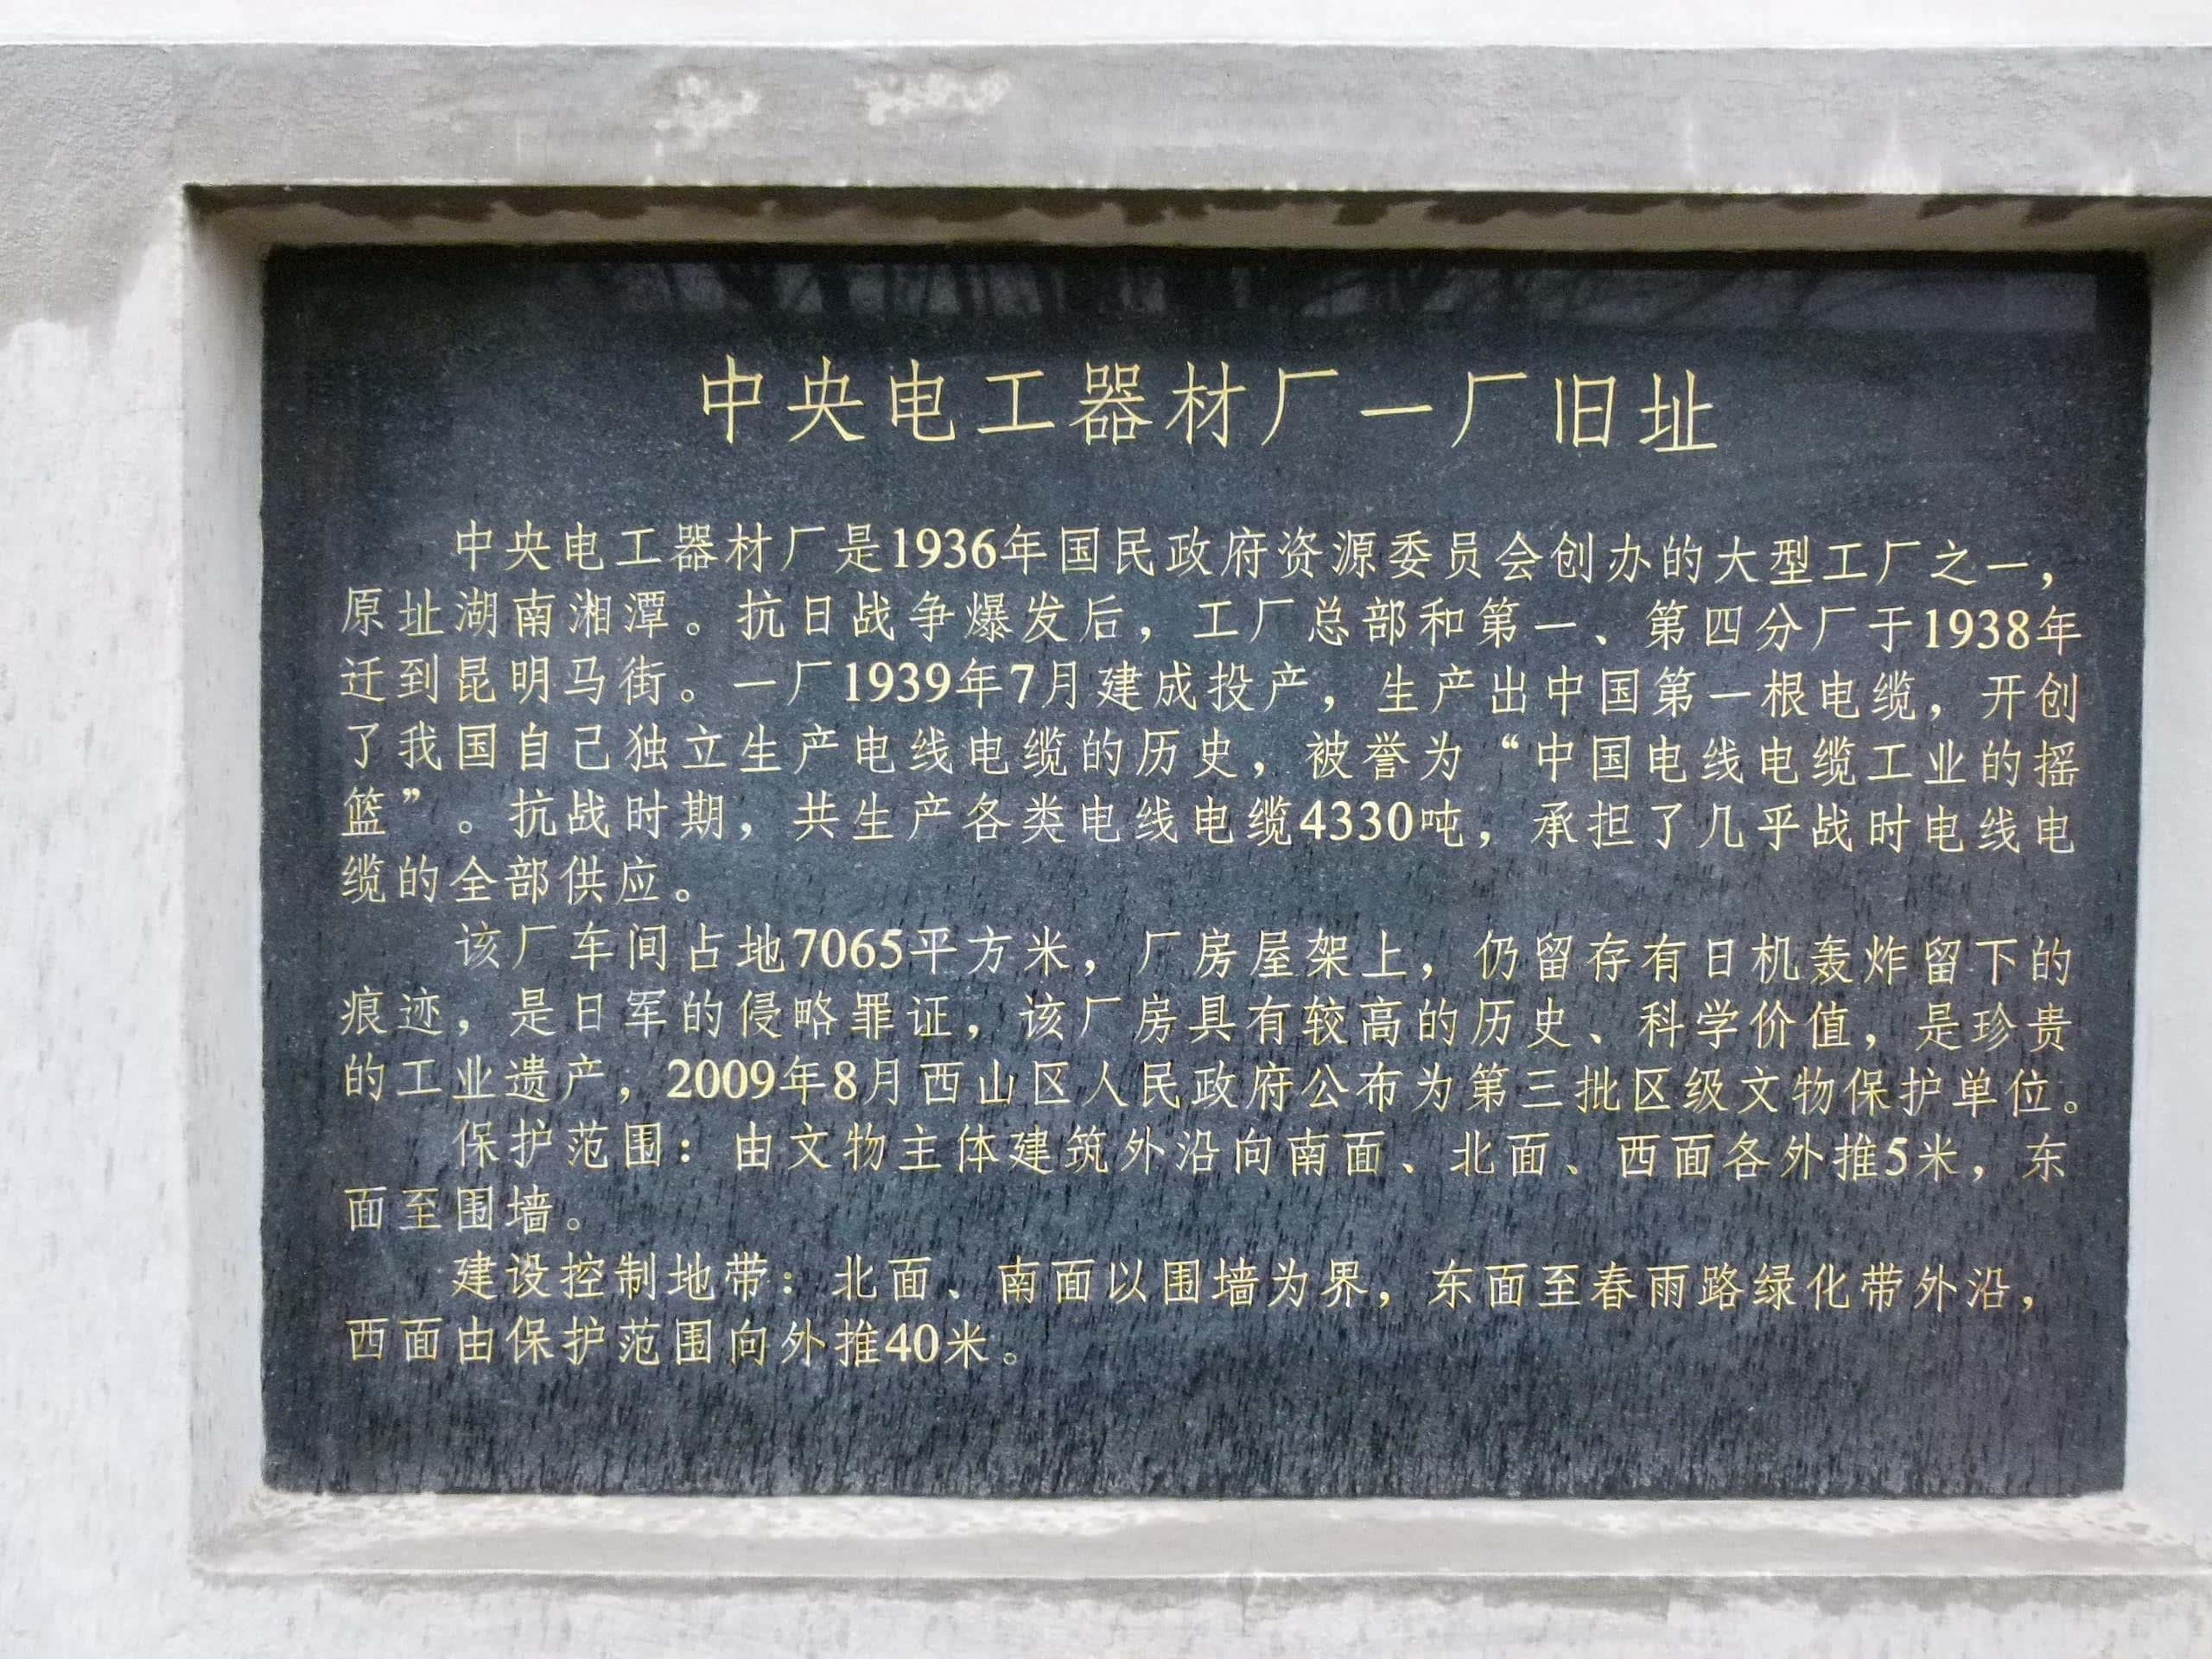 中央电工器材厂一厂旧址
中央电工器材厂是1936年国民政府资源委员会创办的大型工厂之一，
原址湖南湘潭。抗日战争爆发后，工厂总部和第一、第四分厂于1938年
迁到昆明马街。一厂1939年7月建成投产，生产出中国第一根电缆，开创
了我国自己独立生产电线电缆的历史，被誉为“中国电线电缆工业的摇
篮”。抗战时期，共生产各类电线电缆4330吨，承担了几乎战时电线电
缆的全部供应。
该厂车间占地7065平方米，厂房屋架上，仍留存有日机轰炸留下的
痕迹，是日军的侵略罪证，该厂房具有较高的历史、科学价值，是珍贵
的工业遗产，2009年8月西山区人民政府公布为第三批区级文物保护单位。
保护范围：由文物主体建筑外沿向南面、北面、西面各外推5米，东
面至围墙。
建设控制地带：北面、南面以围墙为界，东面至春雨路绿化带外沿，
西面由保护范围向外推40米。